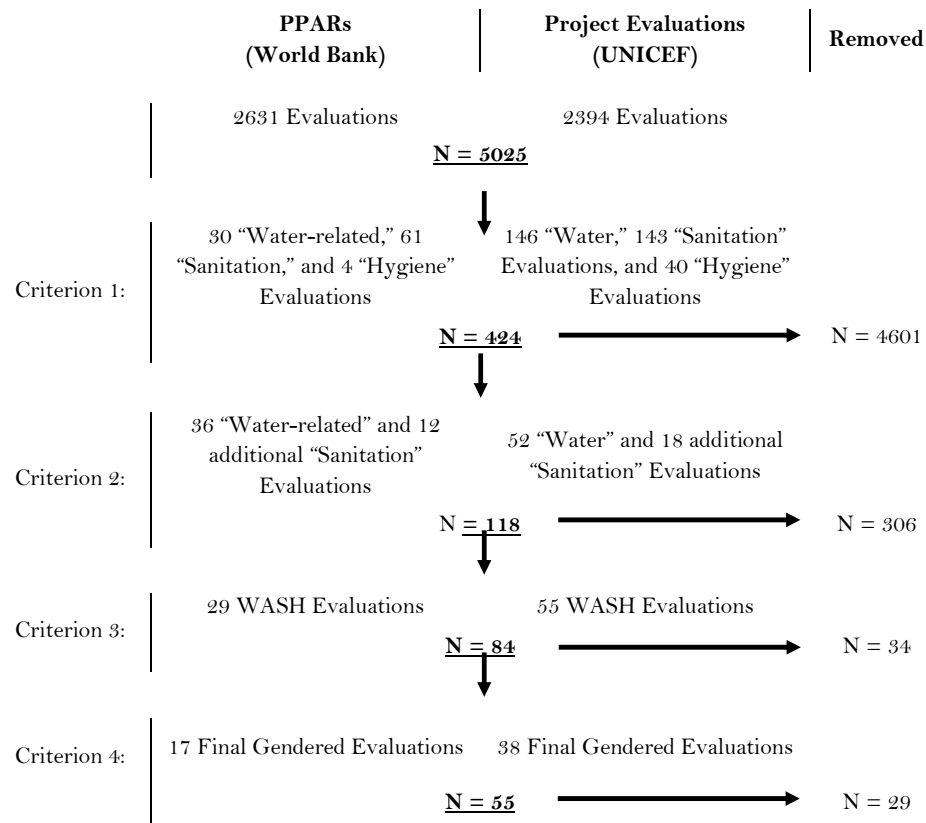 PPARs
(World Bank)
Project Evaluations
(UNICEF)
Removed
2631 Evaluations
2394 Evaluations
N = 5025
Criterion 1:
30 “Water-related,” 61
“Sanitation,” and 4 “Hygiene”
Evaluations
146 “Water,” 143 “Sanitation”
Evaluations, and 40 “Hygiene”
Evaluations
N = 424
N = 4601
Criterion 2:
36 “Water-related” and 12
additional “Sanitation”
Evaluations
52 “Water” and 18 additional
“Sanitation” Evaluations
N = 118
N = 306
Criterion 3:
29 WASH Evaluations
55 WASH Evaluations
N = 84
N = 34
Criterion 4:
17 Final Gendered Evaluations
38 Final Gendered Evaluations
N = 55
N = 29